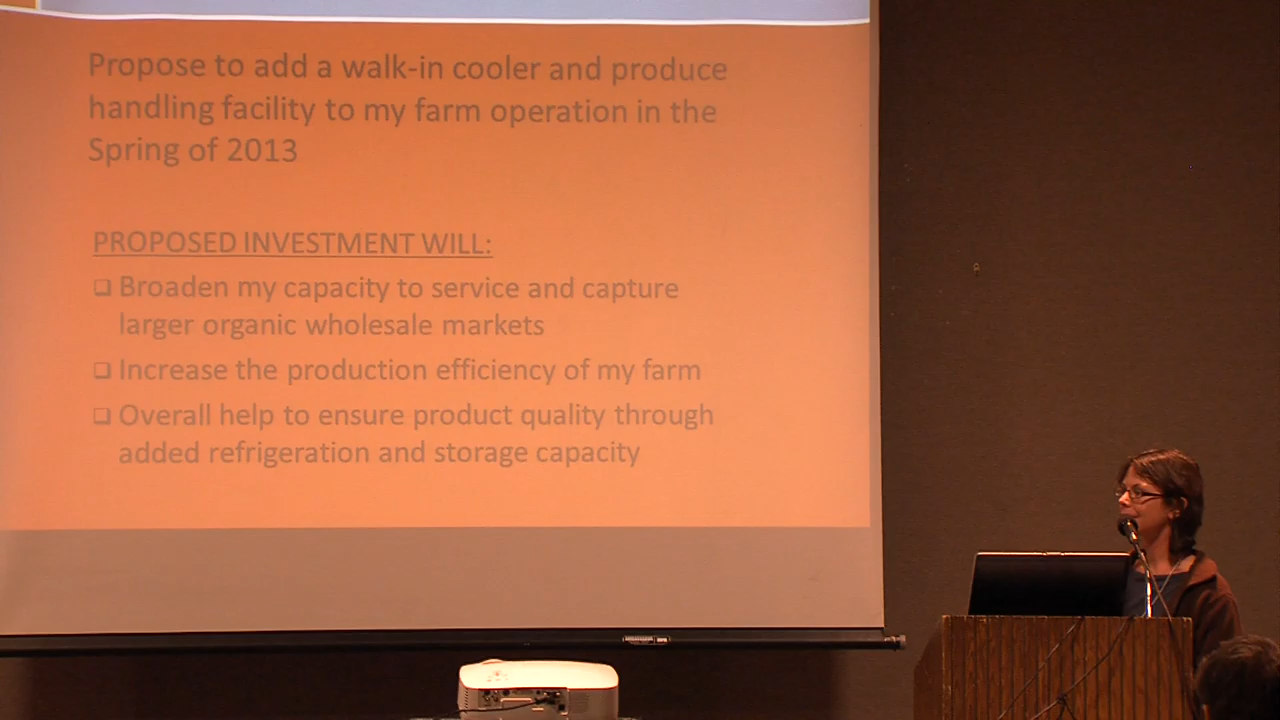 Propose to add a walk-in cooler and produce
handling facility to my farm operation in the
Spring of 2013
PROPOSED INVESTMENT WILL:
❑ Broaden my capacity to service and capture
larger organic wholesale markets
❑ Increase the production efficiency of my farm
❑ Overall help to ensure product quality through
added refrigeration and storage capacity